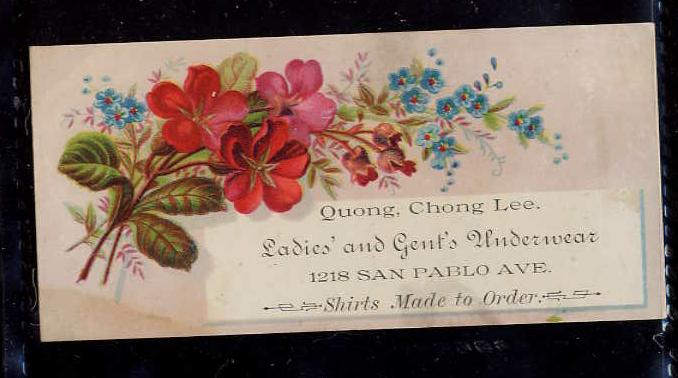 Quong, Chong Lee.
Ladies' and Gent's Underwear
1218 SAN PABLO AVE.
Shirts Made to Order.